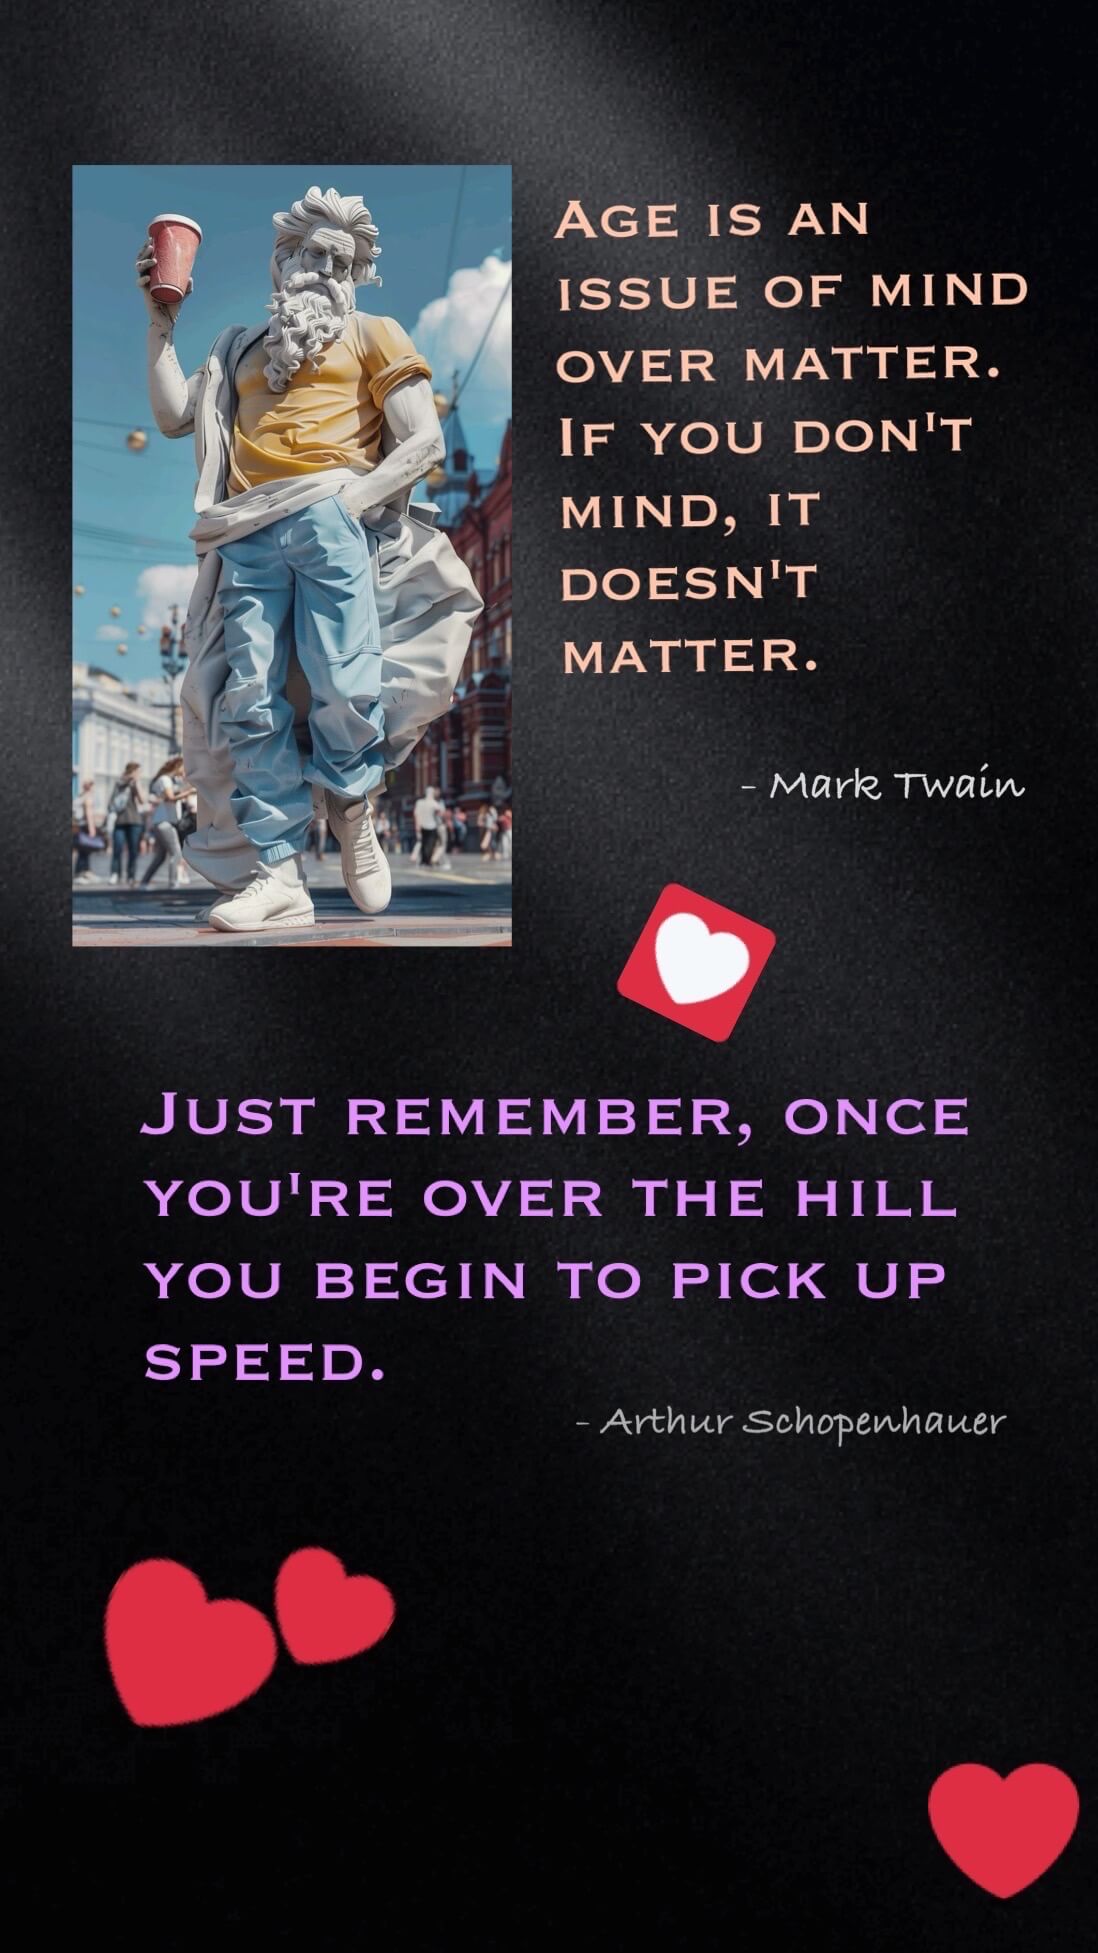 Age is an
issue of mind
over matter.
If you don't
mind, it
doesn't
matter.
- Mark Twain
Just remember, once
you're over the hill
you begin to pick up
speed.
- Arthur Schopenhauer